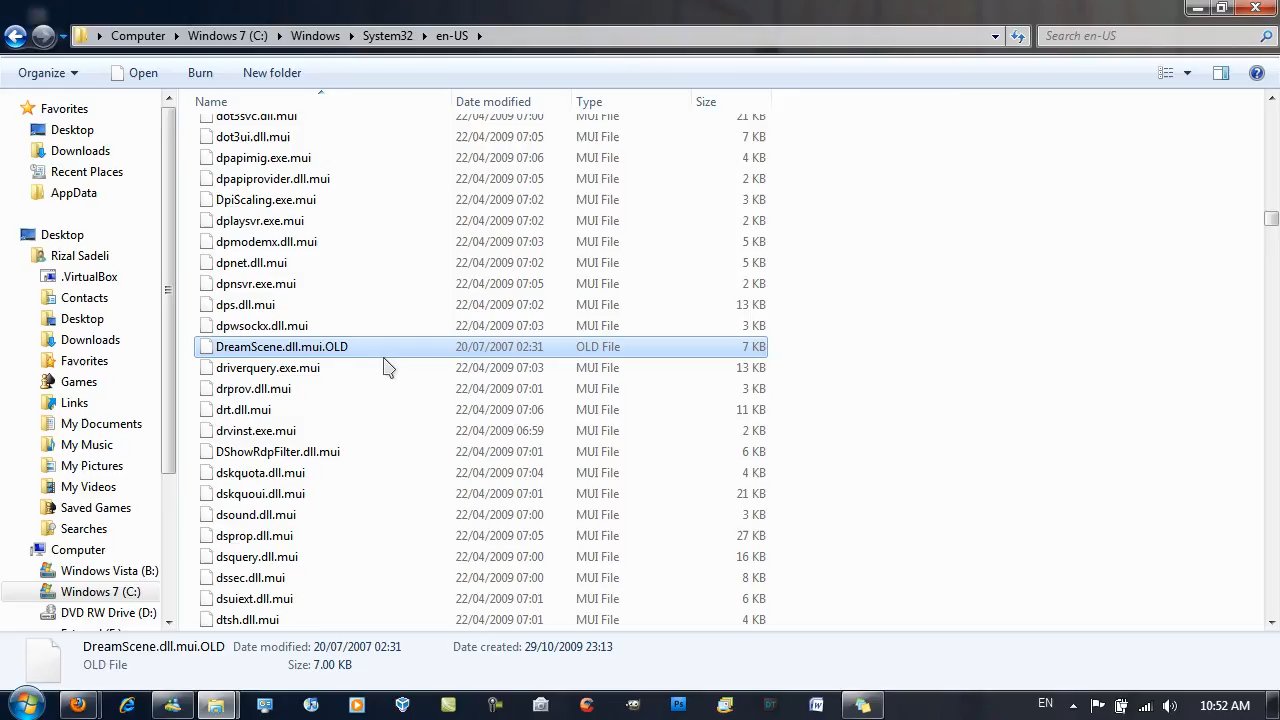 Computer Windows 7 (C:) Windows System32 en-US Search en-US
Organize Open Burn New folder
Name Date modified Type Size
Favorites
Desktop
Downloads
Recent Places
AppData
Desktop
Rizal Sadeli
.VirtualBox
Contacts
Desktop
Downloads
Favorites
Games
Links
My Documents
My Music
My Pictures
My Videos
Saved Games
Searches
Computer
Windows Vista (B:)
Windows 7 (C:)
DVD RW Drive (D:)
dot3svc.dll.mui 22/04/2009 07:00 MUI File 21 KB
dot3ui.dll.mui 22/04/2009 07:05 MUI File 7 KB
dpapimig.exe.mui 22/04/2009 07:06 MUI File 4 KB
dpapiprovider.dll.mui 22/04/2009 07:05 MUI File 2 KB
DpiScaling.exe.mui 22/04/2009 07:02 MUI File 3 KB
dplaysvr.exe.mui 22/04/2009 07:02 MUI File 2 KB
dpmodemx.dll.mui 22/04/2009 07:03 MUI File 5 KB
dpnet.dll.mui 22/04/2009 07:02 MUI File 5 KB
dpnsvr.exe.mui 22/04/2009 07:05 MUI File 2 KB
dps.dll.mui 22/04/2009 07:02 MUI File 13 KB
dpwsockx.dll.mui 22/04/2009 07:03 MUI File 3 KB
DreamScene.dll.mui.OLD 20/07/2007 02:31 OLD File 7 KB
driverquery.exe.mui 22/04/2009 07:03 MUI File 13 KB
drprov.dll.mui 22/04/2009 07:01 MUI File 3 KB
drt.dll.mui 22/04/2009 07:06 MUI File 11 KB
drvinst.exe.mui 22/04/2009 06:59 MUI File 2 KB
DShowRdpFilter.dll.mui 22/04/2009 07:01 MUI File 6 KB
dskquota.dll.mui 22/04/2009 07:04 MUI File 4 KB
dskquoui.dll.mui 22/04/2009 07:01 MUI File 21 KB
dsound.dll.mui 22/04/2009 07:00 MUI File 3 KB
dsprop.dll.mui 22/04/2009 07:05 MUI File 27 KB
dsquery.dll.mui 22/04/2009 07:00 MUI File 16 KB
dssec.dll.mui 22/04/2009 07:00 MUI File 8 KB
dsuiext.dll.mui 22/04/2009 07:01 MUI File 6 KB
dtsh.dll.mui 22/04/2009 07:01 MUI File 4 KB
DreamScene.dll.mui.OLD Date modified: 20/07/2007 02:31 Date created: 29/10/2009 23:13
OLD File Size: 7.00 KB
Ps DT W EN 10:52 AM